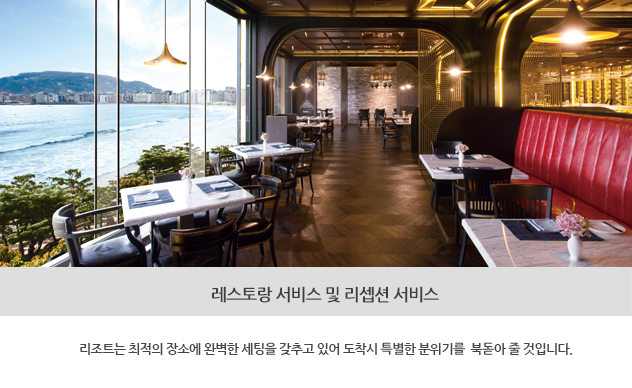 레스토랑 서비스 및 리셉션 서비스
리조트는 최적의 장소에 완벽한 세팅을 갖추고 있어 도착시 특별한 분위기를 북돋아 줄 것입니다.